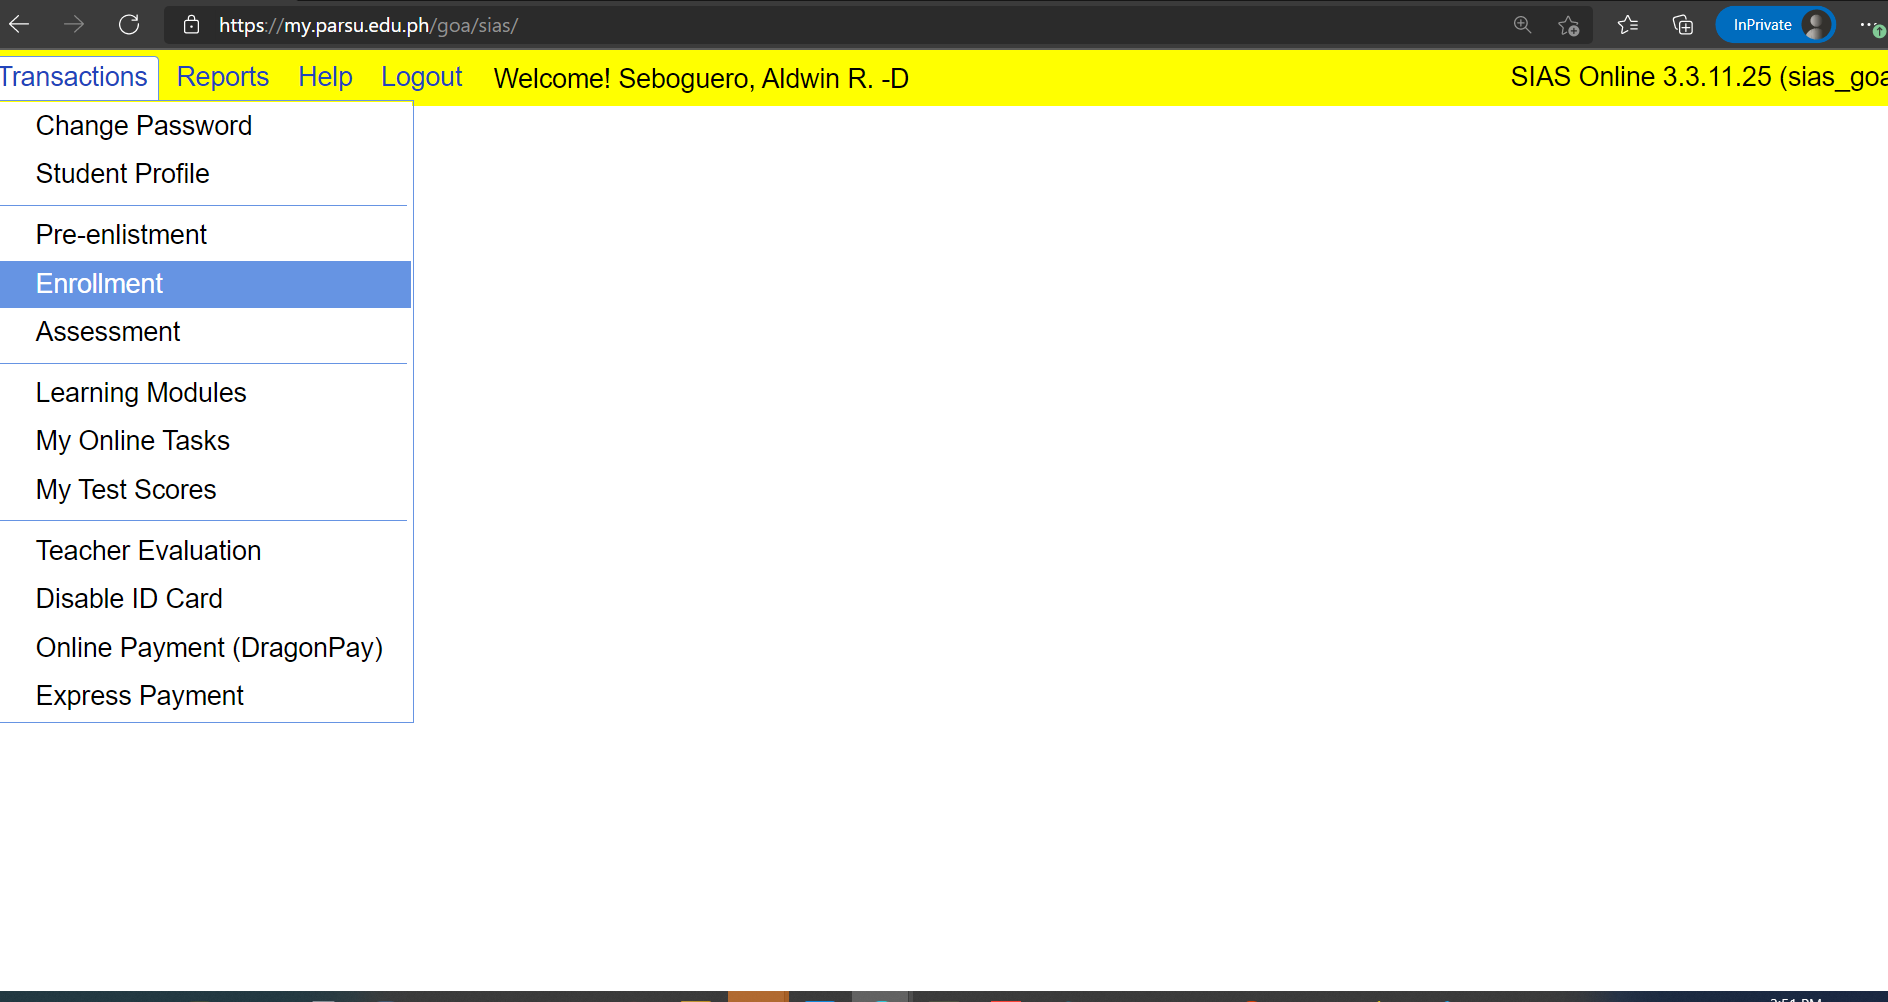 https://my.parsu.edu.ph/goa/sias/
InPrivate
Transactions Reports Help Logout Welcome! Seboguero, Aldwin R. -D SIAS Online 3.3.11.25 (sias_goa
Change Password
Student Profile
Pre-enlistment
Enrollment
Assessment
Learning Modules
My Online Tasks
My Test Scores
Teacher Evaluation
Disable ID Card
Online Payment (DragonPay)
Express Payment